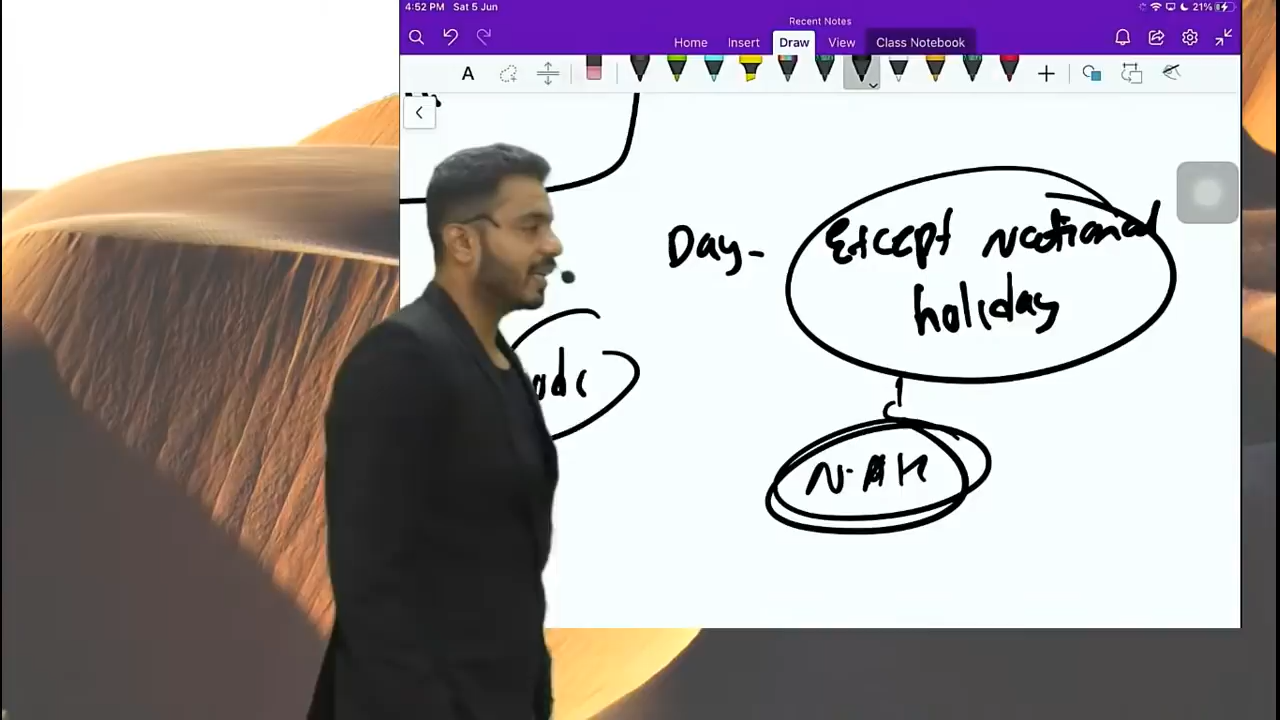 4:52 PM Sat 5 Jun
21%
Recent Notes
Home Insert Draw View Class Notebook
A
Day- Except national
holiday
N.AH